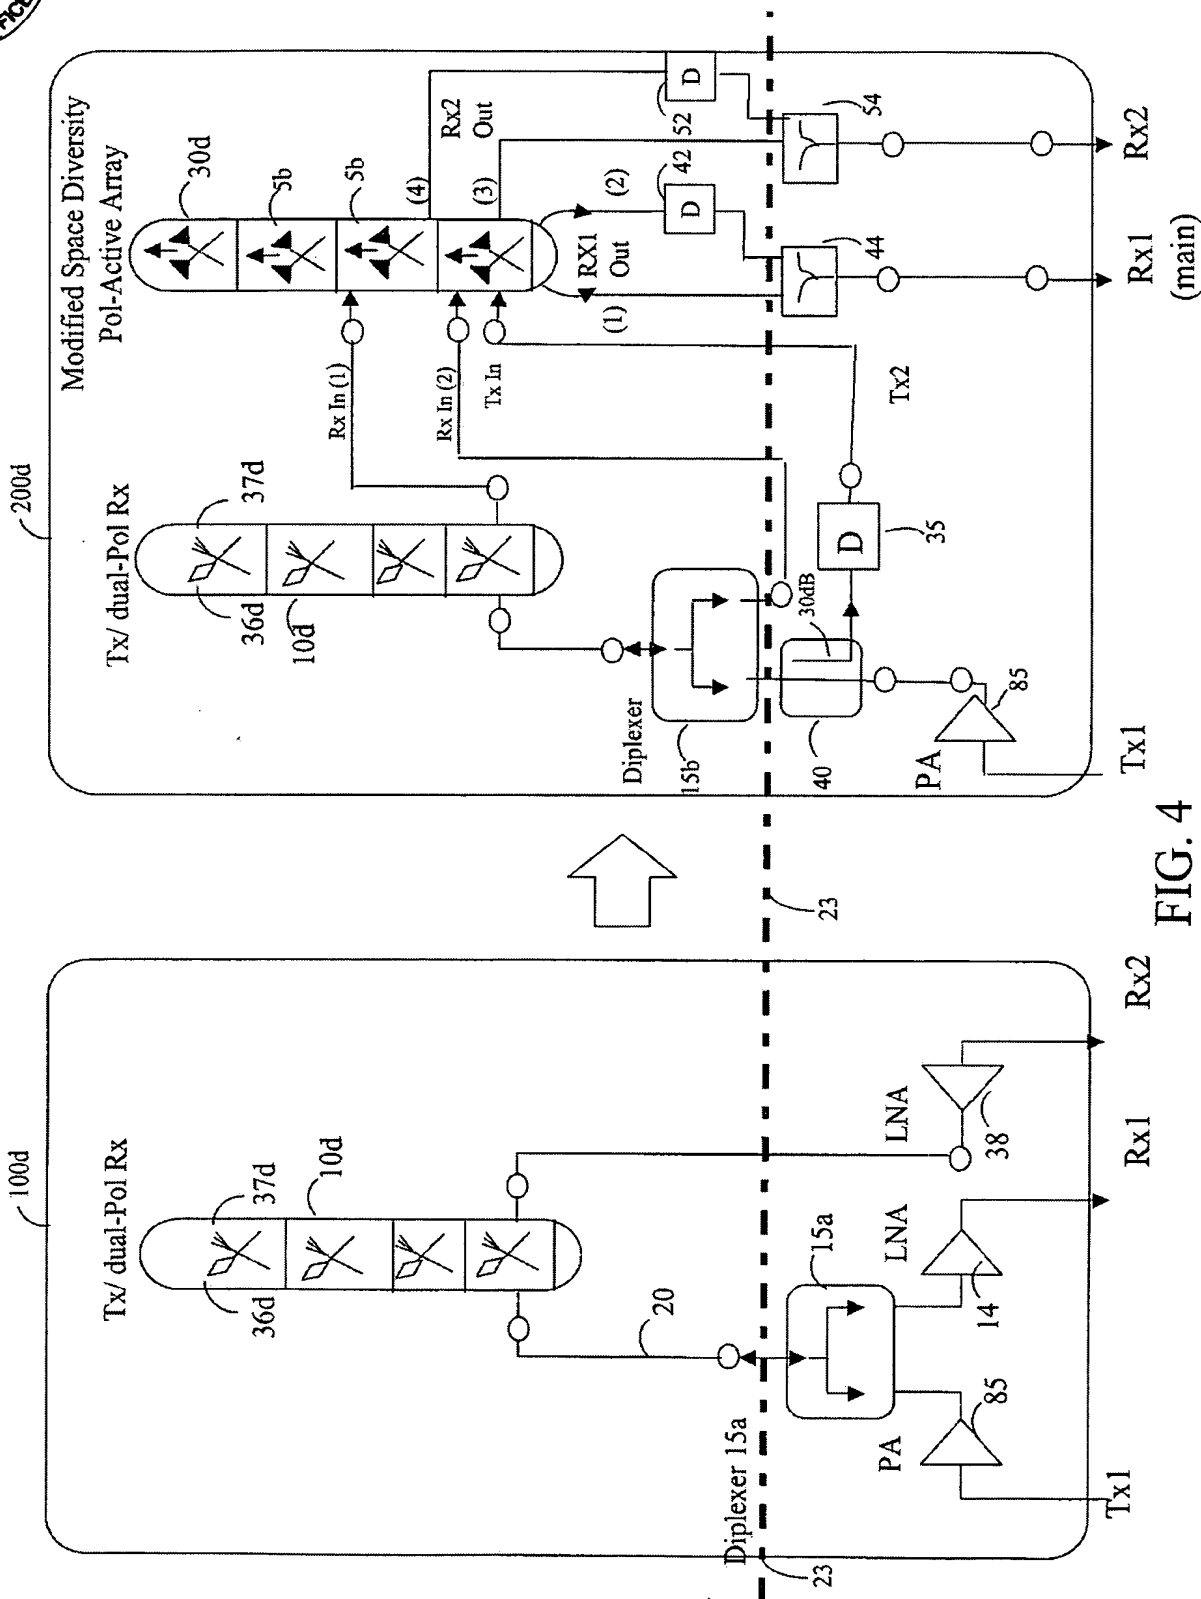 FICE
100d
Tx/ dual-Pol Rx
36d
37d
10d
20
Diplexer 15a
23
15a
PA
85
LNA
14
LNA
38
Tx1
Rx1
Rx2
200d
Tx/ dual-Pol Rx
36d
37d
10d
Modified Space Diversity
Pol-Active Array
30d
5b
5b
Rx In (1)
Rx In (2)
Tx In
(4)
Rx2
Out
(3)
(1)
RX1
Out
(2)
D
42
D
52
Diplexer
15b
23
30dB
40
D
35
Tx2
44
54
PA
85
Tx1
Rx1
(main)
Rx2
FIG. 4